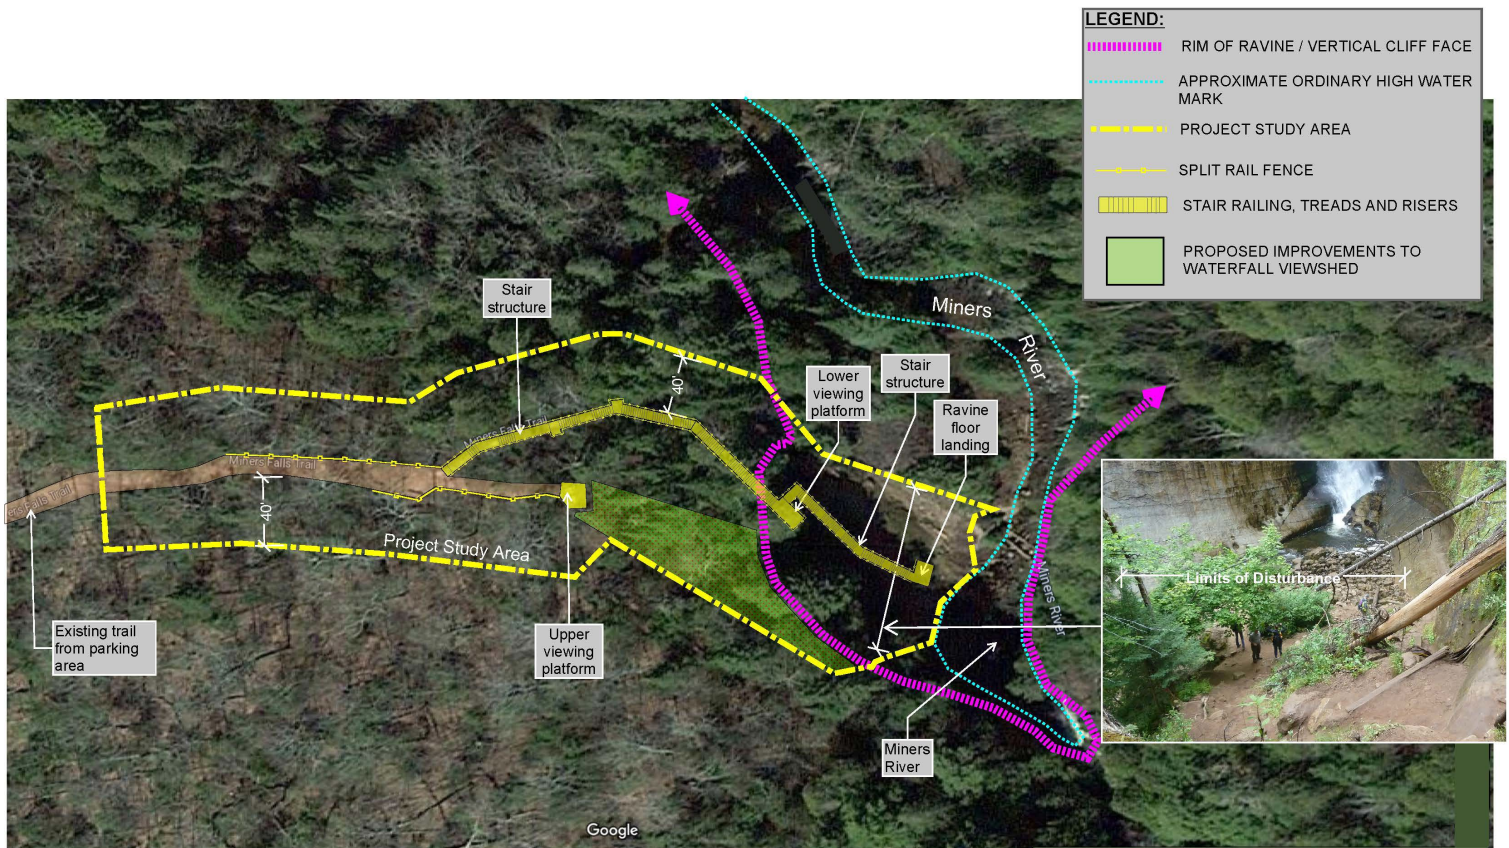 LEGEND:
RIM OF RAVINE / VERTICAL CLIFF FACE
APPROXIMATE ORDINARY HIGH WATER
MARK
PROJECT STUDY AREA
SPLIT RAIL FENCE
STAIR RAILING, TREADS AND RISERS
PROPOSED IMPROVEMENTS TO
WATERFALL VIEWSHED
Stair
structure
Miners
River
40'
Lower
viewing
platform
Stair
structure
Ravine
floor
landing
Miners Falls Trail
Miners Falls Trail
ers Falls Trail
40'
Project Study Area
Limits of Disturbance
Miners River
Existing trail
from parking
area
Upper
viewing
platform
Miners
River
Google